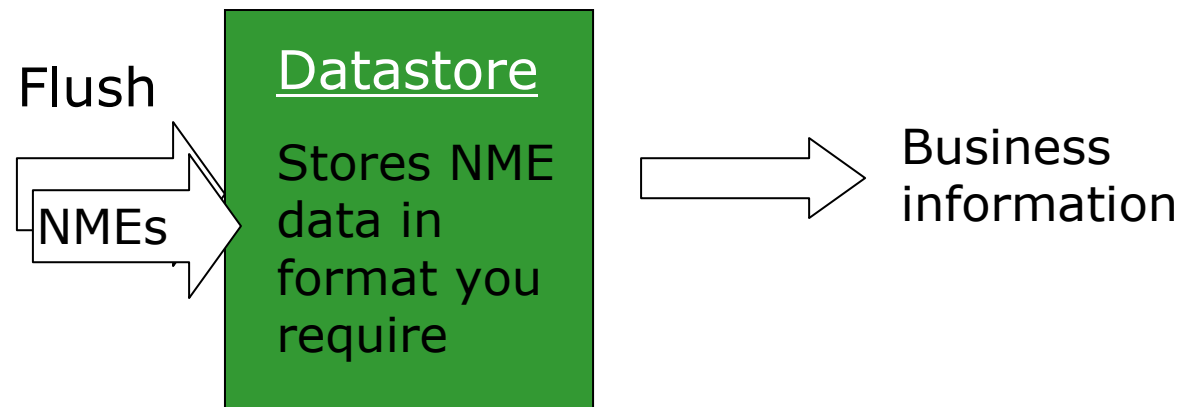 Flush
NMEs
Datastore
Stores NME
data in
format you
require
Business
information